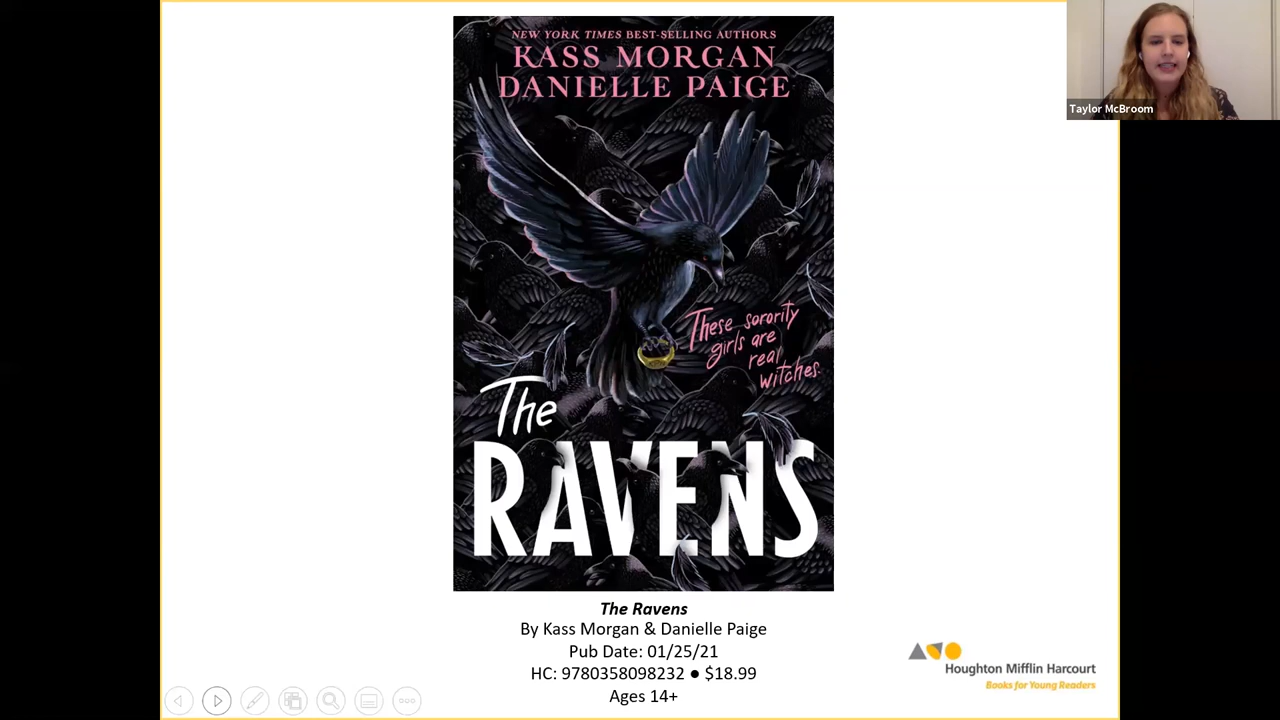 NEW YORK TIMES BEST-SELLING AUTHORS
KASS MORGAN
DANIELLE PAIGE
These sorority
girls are
real
witches.
The
RAVENS
The Ravens
By Kass Morgan & Danielle Paige
Pub Date: 01/25/21
HC: 9780358098232 ● $18.99
Ages 14+
Houghton Mifflin Harcourt
Books for Young Readers
Taylor McBroom